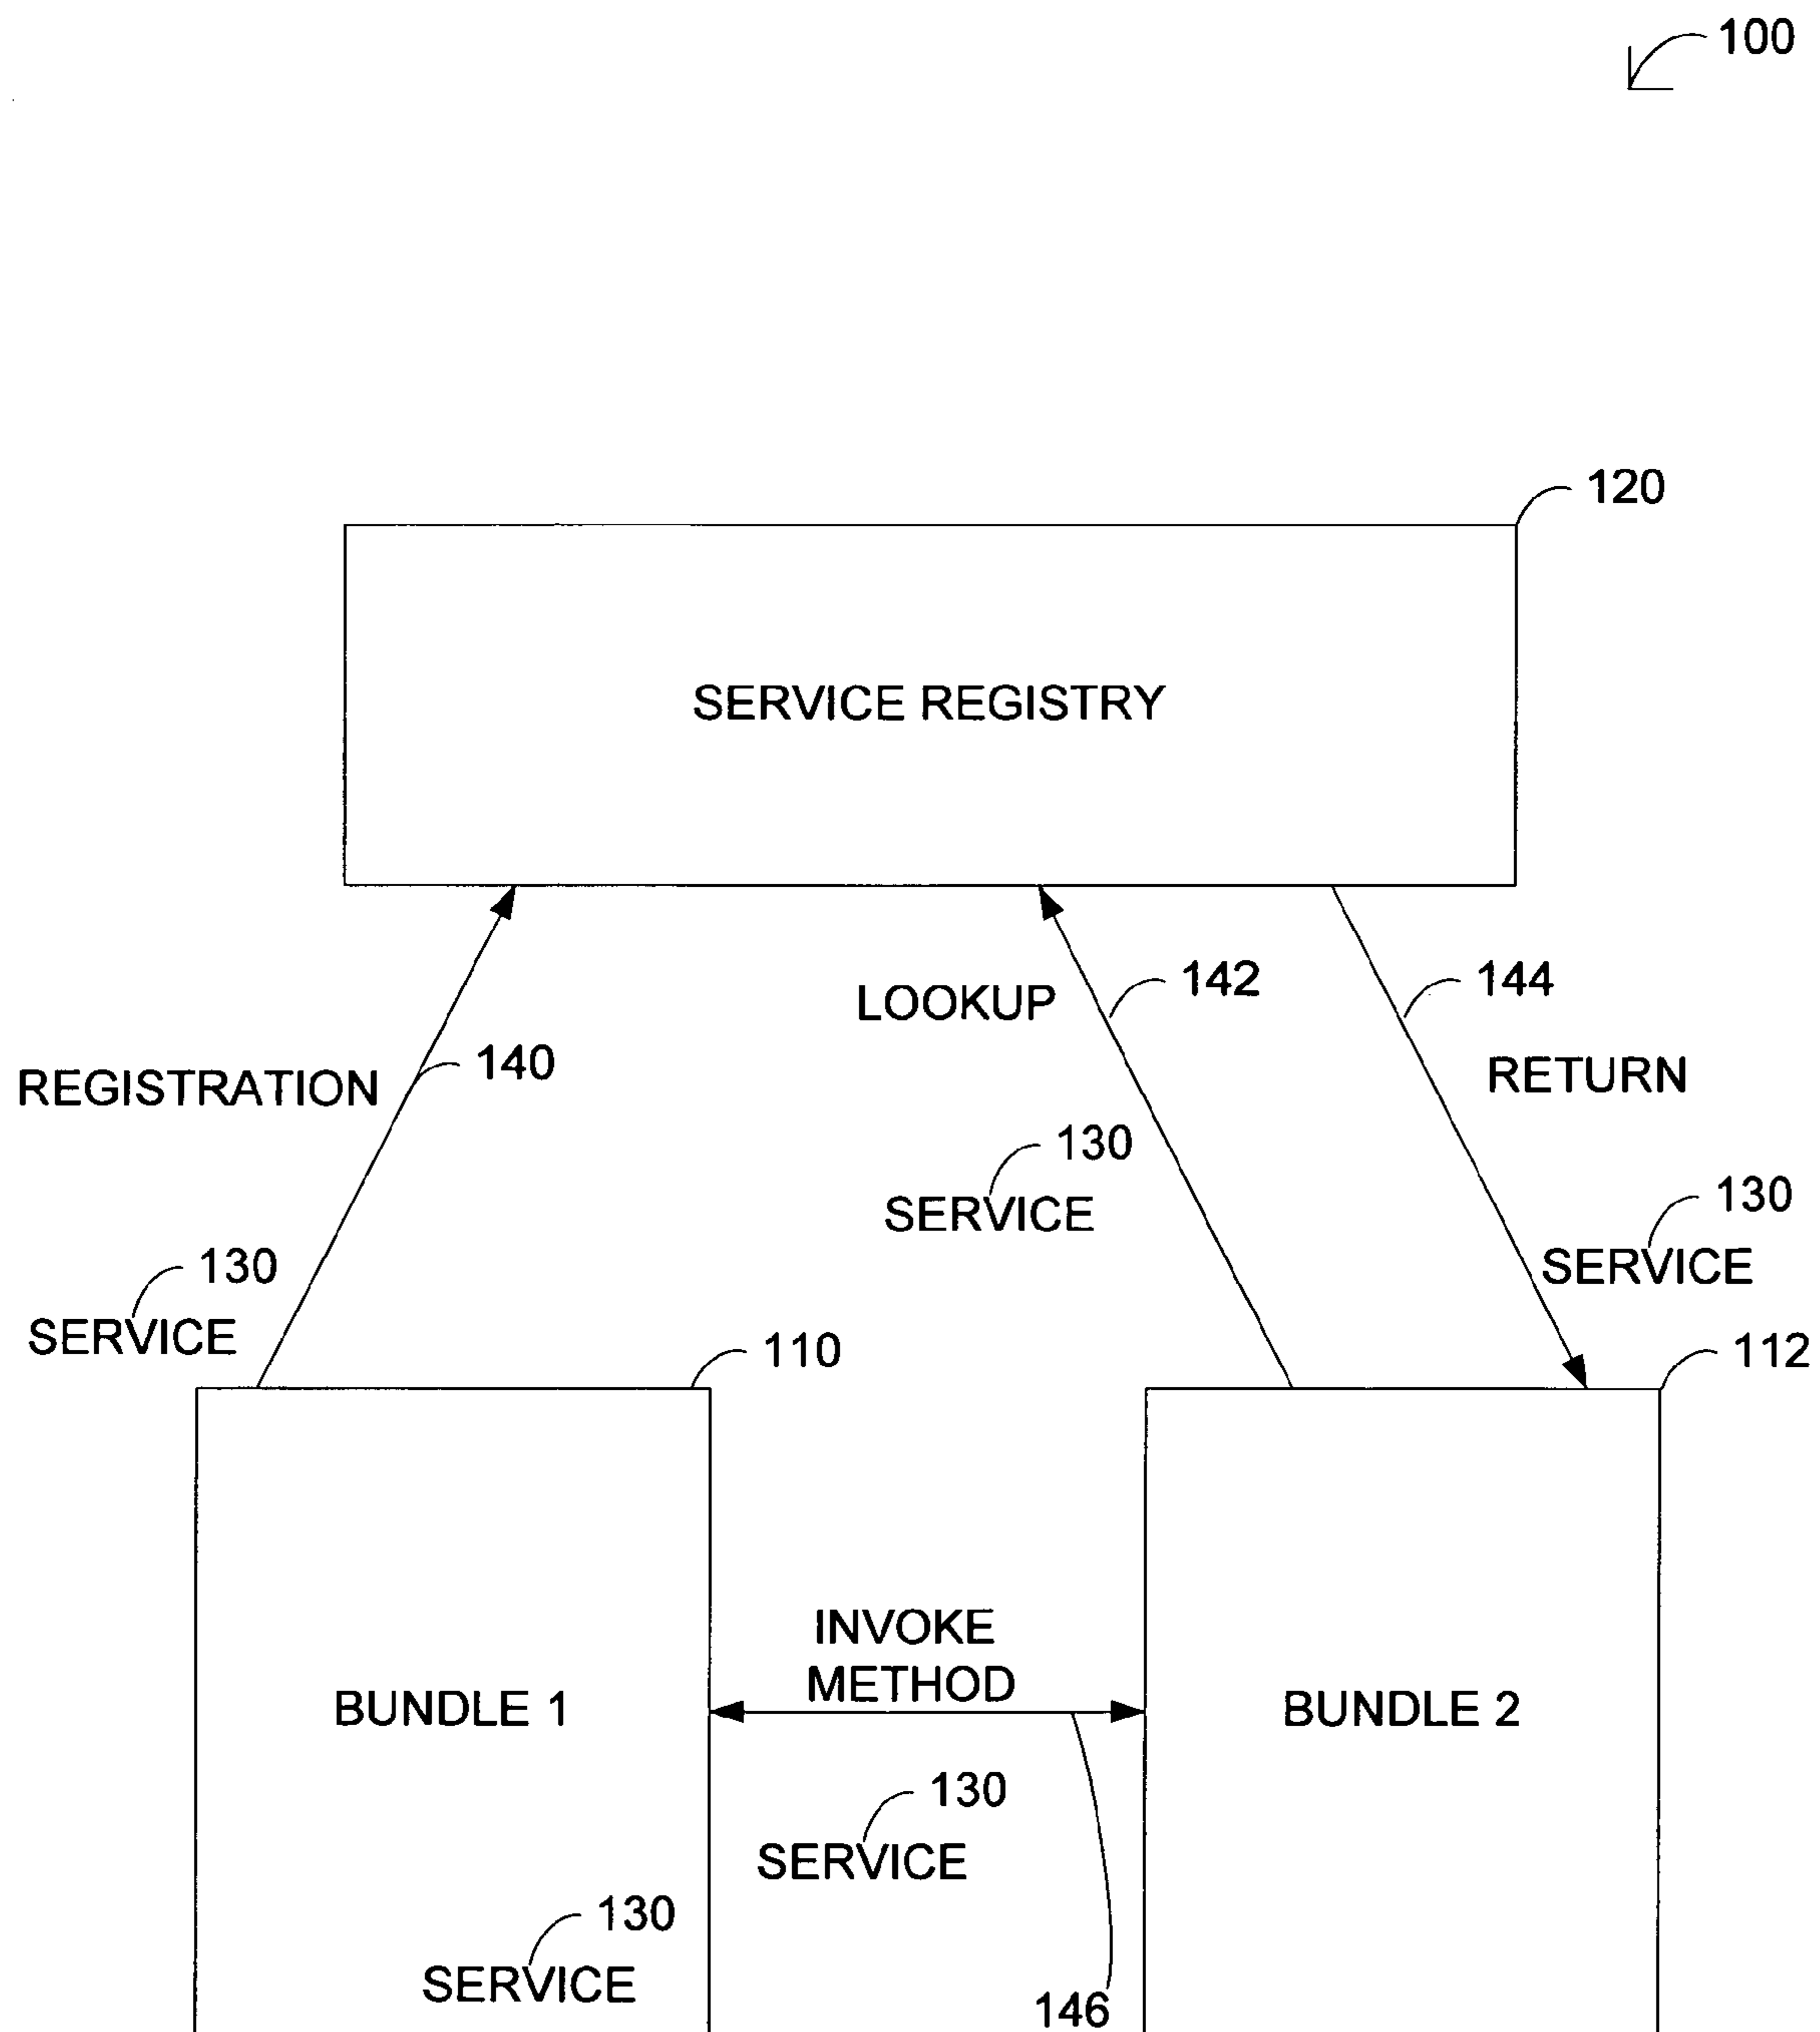 100
120
SERVICE REGISTRY
142
144
LOOKUP
140
RETURN
REGISTRATION
130
130
SERVICE
130
SERVICE
SERVICE
110
112
INVOKE
METHOD
BUNDLE 1
BUNDLE 2
130
SERVICE
130
SERVICE
146